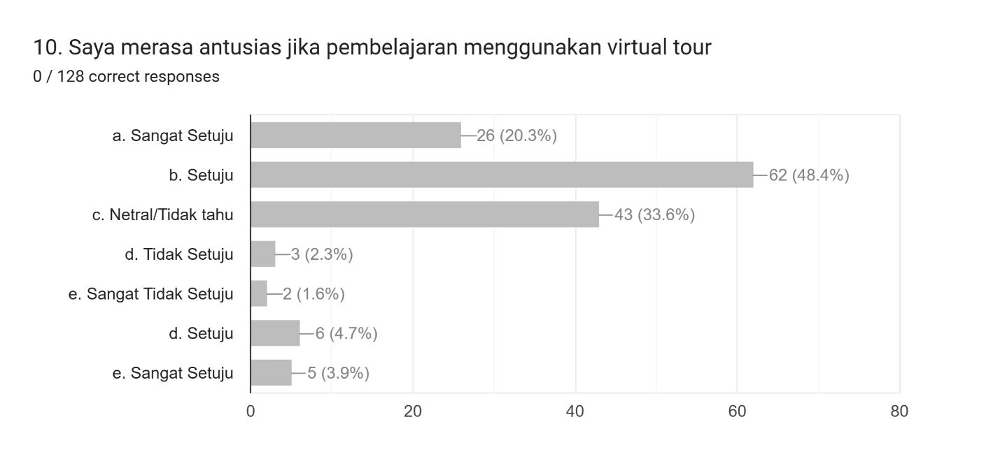 10. Saya merasa antusias jika pembelajaran menggunakan virtual tour
0 / 128 correct responses
a. Sangat Setuju 26 (20.3%)
b. Setuju 62 (48.4%)
c. Netral/Tidak tahu 43 (33.6%)
d. Tidak Setuju 3 (2.3%)
e. Sangat Tidak Setuju 2 (1.6%)
d. Setuju 6 (4.7%)
e. Sangat Setuju 5 (3.9%)
0 20 40 60 80